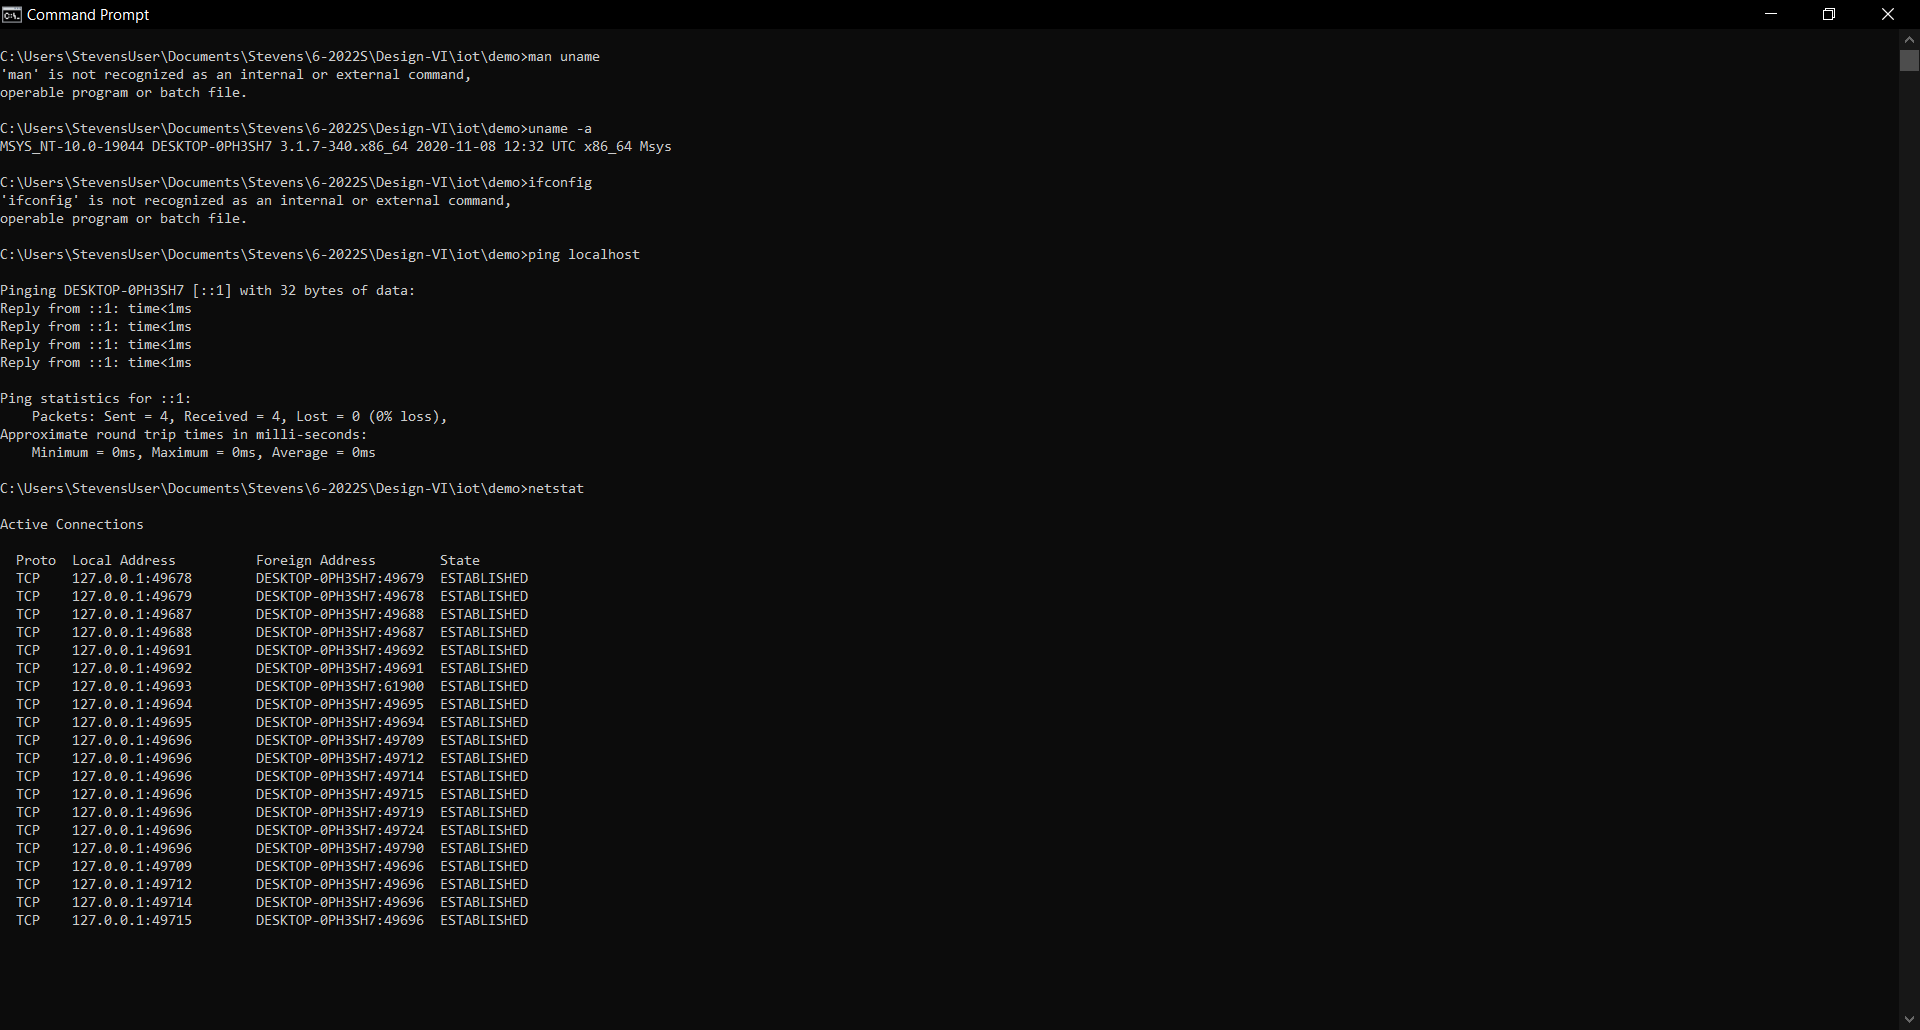 Command Prompt
C:\Users\StevensUser\Documents\Stevens\6-2022S\Design-VI\iot\demo>man uname
'man' is not recognized as an internal or external command,
operable program or batch file.
C:\Users\StevensUser\Documents\Stevens\6-2022S\Design-VI\iot\demo>uname -a
MSYS_NT-10.0-19044 DESKTOP-0PH3SH7 3.1.7-340.x86_64 2020-11-08 12:32 UTC x86_64 Msys
C:\Users\StevensUser\Documents\Stevens\6-2022S\Design-VI\iot\demo>ifconfig
'ifconfig' is not recognized as an internal or external command,
operable program or batch file.
C:\Users\StevensUser\Documents\Stevens\6-2022S\Design-VI\iot\demo>ping localhost
Pinging DESKTOP-0PH3SH7 [::1] with 32 bytes of data:
Reply from ::1: time<1ms
Reply from ::1: time<1ms
Reply from ::1: time<1ms
Reply from ::1: time<1ms
Ping statistics for ::1:
    Packets: Sent = 4, Received = 4, Lost = 0 (0% loss),
Approximate round trip times in milli-seconds:
    Minimum = 0ms, Maximum = 0ms, Average = 0ms
C:\Users\StevensUser\Documents\Stevens\6-2022S\Design-VI\iot\demo>netstat
Active Connections
  Proto  Local Address          Foreign Address        State
  TCP    127.0.0.1:49678        DESKTOP-0PH3SH7:49679  ESTABLISHED
  TCP    127.0.0.1:49679        DESKTOP-0PH3SH7:49678  ESTABLISHED
  TCP    127.0.0.1:49687        DESKTOP-0PH3SH7:49688  ESTABLISHED
  TCP    127.0.0.1:49688        DESKTOP-0PH3SH7:49687  ESTABLISHED
  TCP    127.0.0.1:49691        DESKTOP-0PH3SH7:49692  ESTABLISHED
  TCP    127.0.0.1:49692        DESKTOP-0PH3SH7:49691  ESTABLISHED
  TCP    127.0.0.1:49693        DESKTOP-0PH3SH7:61900  ESTABLISHED
  TCP    127.0.0.1:49694        DESKTOP-0PH3SH7:49695  ESTABLISHED
  TCP    127.0.0.1:49695        DESKTOP-0PH3SH7:49694  ESTABLISHED
  TCP    127.0.0.1:49696        DESKTOP-0PH3SH7:49709  ESTABLISHED
  TCP    127.0.0.1:49696        DESKTOP-0PH3SH7:49712  ESTABLISHED
  TCP    127.0.0.1:49696        DESKTOP-0PH3SH7:49714  ESTABLISHED
  TCP    127.0.0.1:49696        DESKTOP-0PH3SH7:49715  ESTABLISHED
  TCP    127.0.0.1:49696        DESKTOP-0PH3SH7:49719  ESTABLISHED
  TCP    127.0.0.1:49696        DESKTOP-0PH3SH7:49724  ESTABLISHED
  TCP    127.0.0.1:49696        DESKTOP-0PH3SH7:49790  ESTABLISHED
  TCP    127.0.0.1:49709        DESKTOP-0PH3SH7:49696  ESTABLISHED
  TCP    127.0.0.1:49712        DESKTOP-0PH3SH7:49696  ESTABLISHED
  TCP    127.0.0.1:49714        DESKTOP-0PH3SH7:49696  ESTABLISHED
  TCP    127.0.0.1:49715        DESKTOP-0PH3SH7:49696  ESTABLISHED